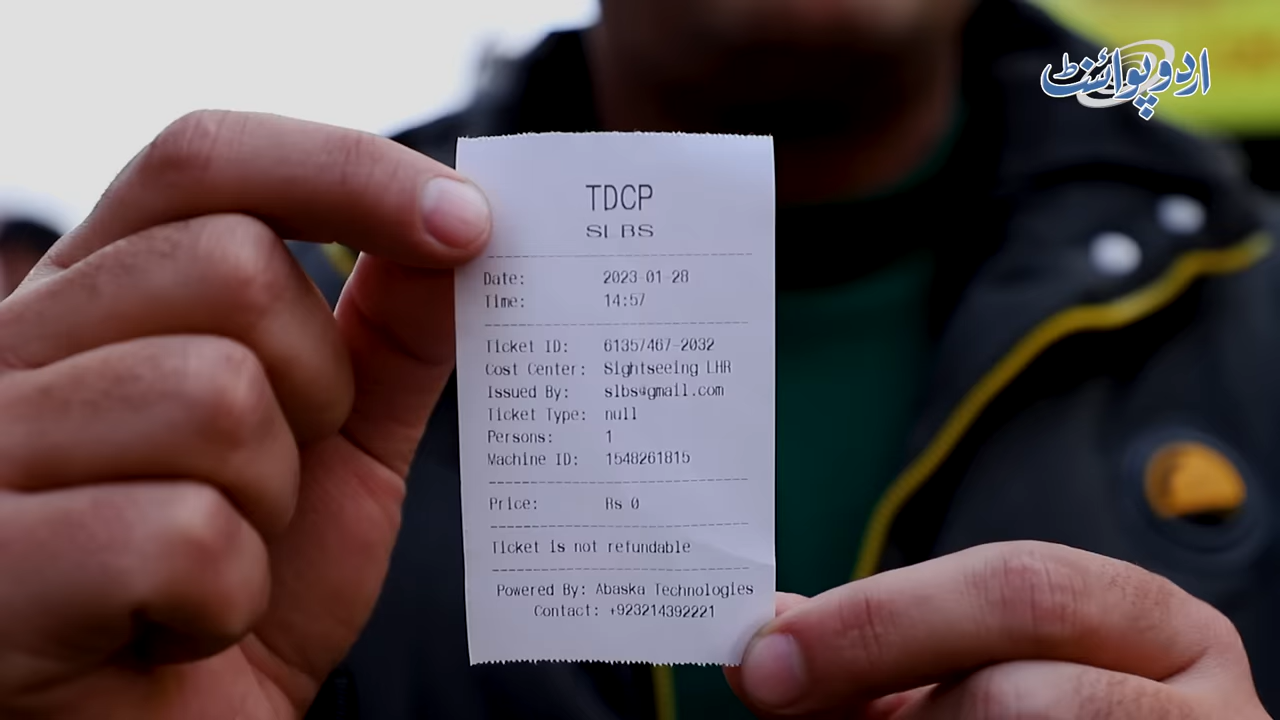 اردو پوائنٹ
TDCP
SLBS
Date: 2023-01-28
Time: 14:57
Ticket ID: 61357467-2032
Cost Center: Sightseeing LHR
Issued By: slbs@gmail.com
Ticket Type: null
Persons: 1
Machine ID: 1548261815
Price: Rs 0
Ticket is not refundable
Powered By: Abaska Technologies
Contact: +923214392221